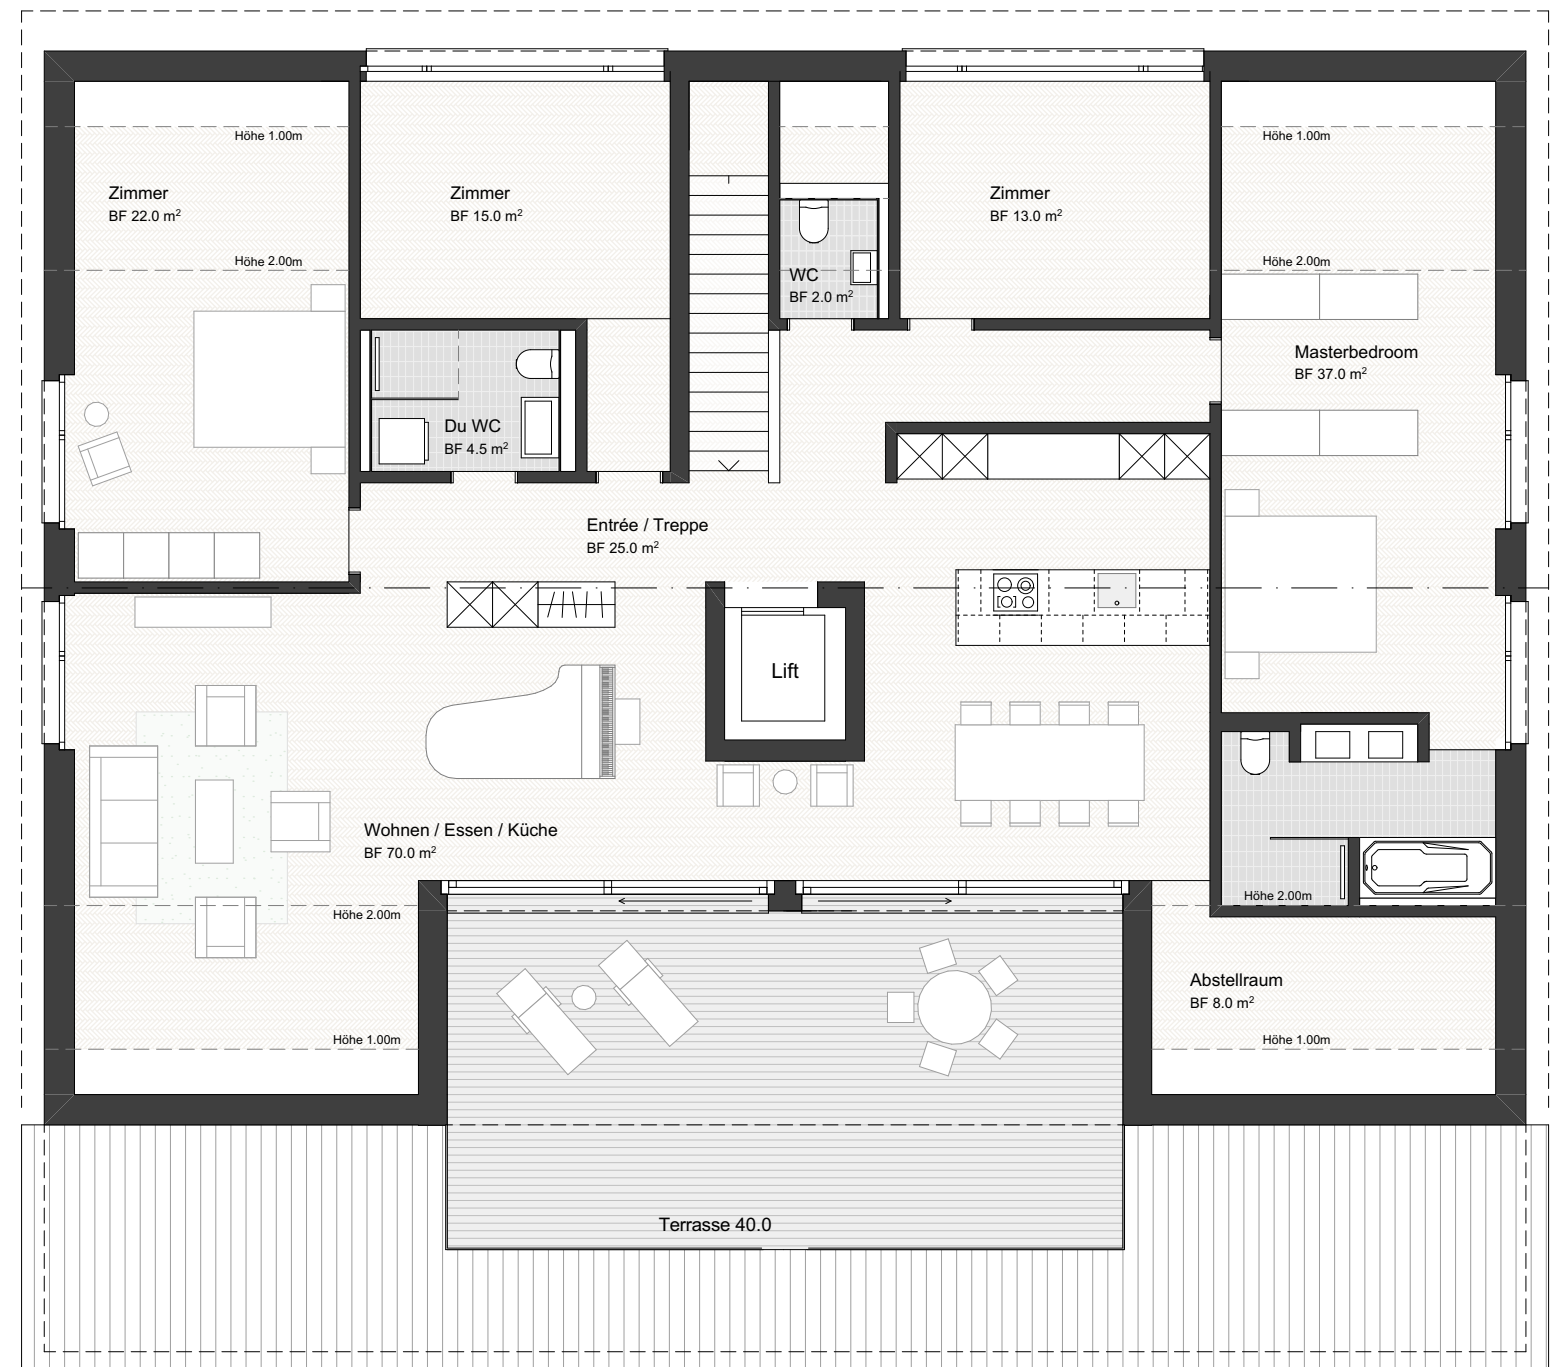 Höhe 1.00m
Höhe 1.00m
Zimmer
BF 22.0 m²
Zimmer
BF 15.0 m²
Zimmer
BF 13.0 m²
Höhe 2.00m
Höhe 2.00m
WC
BF 2.0 m²
Masterbedroom
BF 37.0 m²
Du WC
BF 4.5 m²
Entrée / Treppe
BF 25.0 m²
Lift
Wohnen / Essen / Küche
BF 70.0 m²
Höhe 2.00m
Höhe 2.00m
Abstellraum
BF 8.0 m²
Höhe 1.00m
Höhe 1.00m
Terrasse 40.0